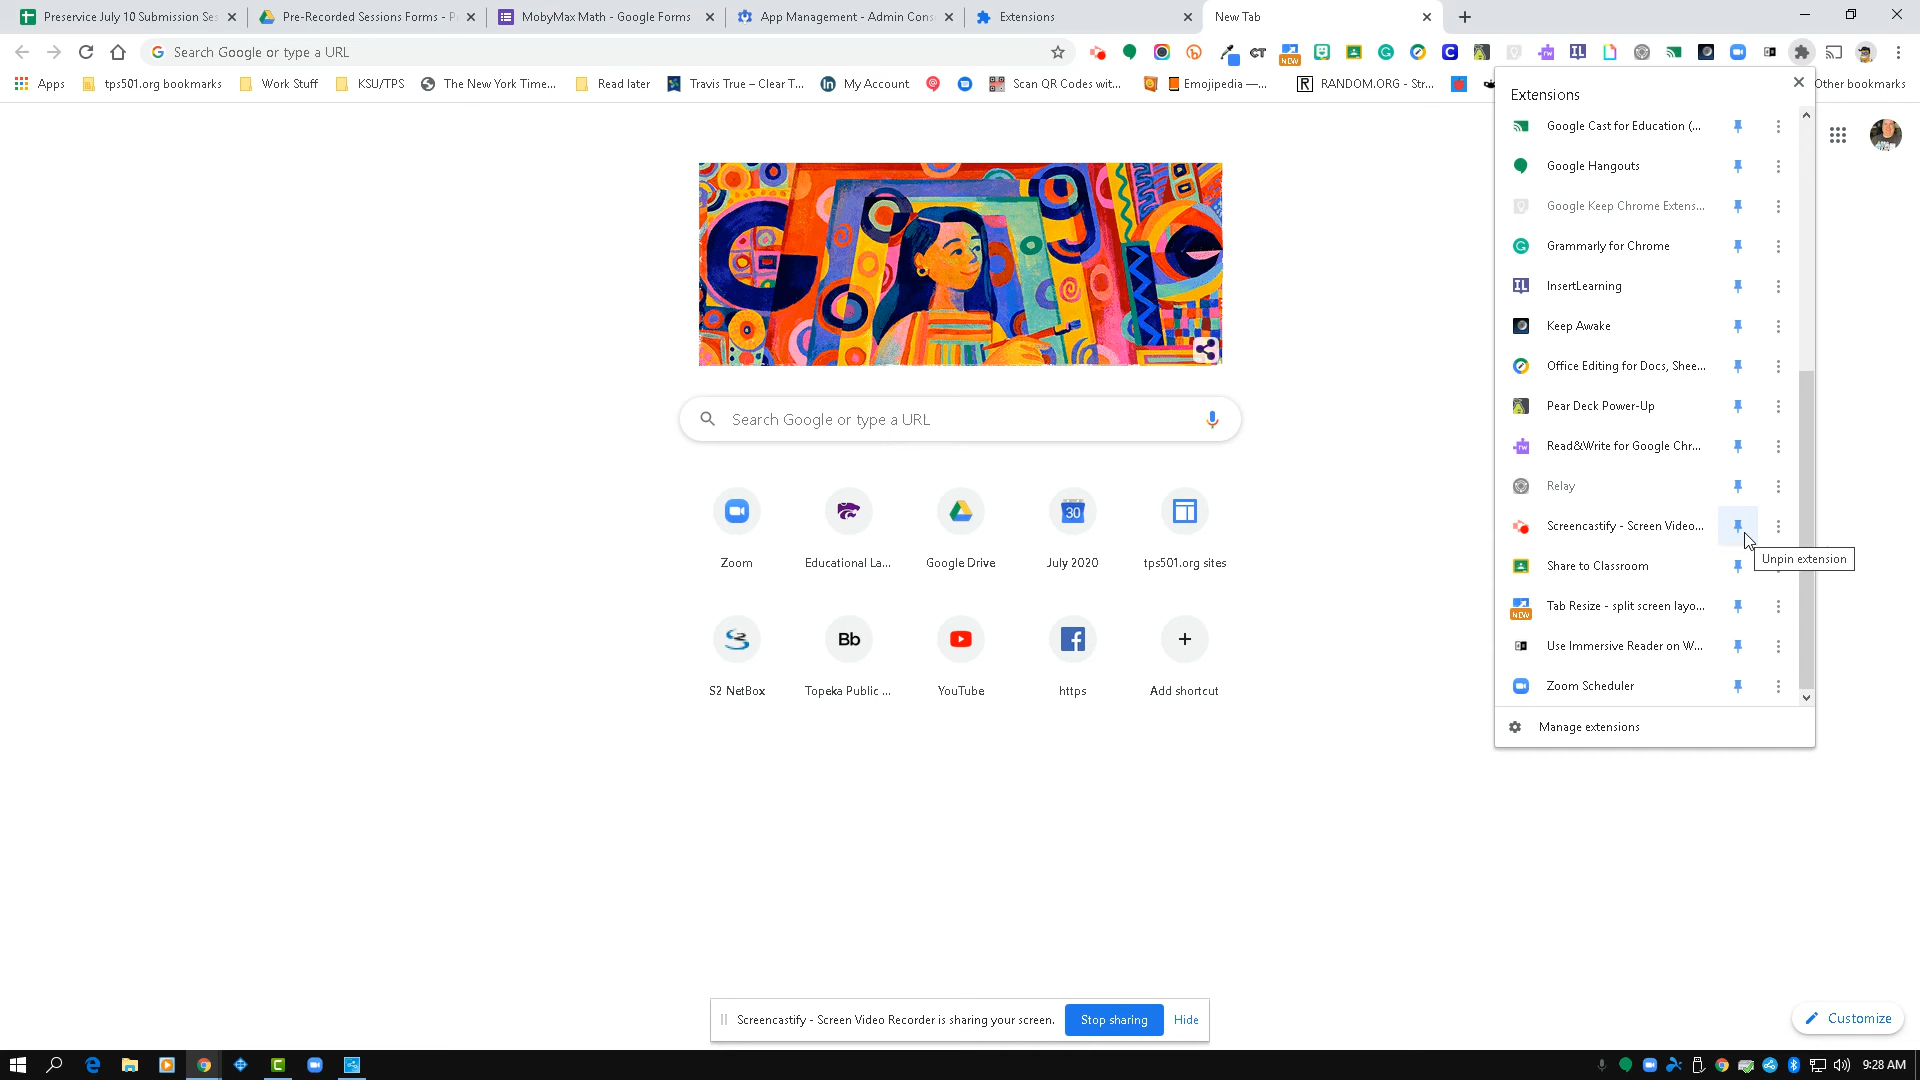 Preservice July 10 Submission Ses
Pre-Recorded Sessions Forms - P
MobyMax Math - Google Forms
App Management - Admin Cons
Extensions
New Tab
Search Google or type a URL
Apps
tps501.org bookmarks
Work Stuff
KSU/TPS
The New York Time...
Read later
Travis True – Clear T...
My Account
Scan QR Codes wit...
Emojipedia —...
RANDOM.ORG - Str...
Other bookmarks
Extensions
Google Cast for Education (...
Google Hangouts
Google Keep Chrome Extens...
Grammarly for Chrome
InsertLearning
Keep Awake
Office Editing for Docs, Shee...
Pear Deck Power-Up
Read&Write for Google Chr...
Relay
Screencastify - Screen Video...
Unpin extension
Share to Classroom
Tab Resize - split screen layo...
Use Immersive Reader on W...
Zoom Scheduler
Manage extensions
Search Google or type a URL
Zoom
Educational La...
Google Drive
July 2020
tps501.org sites
S2 NetBox
Topeka Public ...
YouTube
https
Add shortcut
Screencastify - Screen Video Recorder is sharing your screen.
Stop sharing
Hide
Customize
9:28 AM